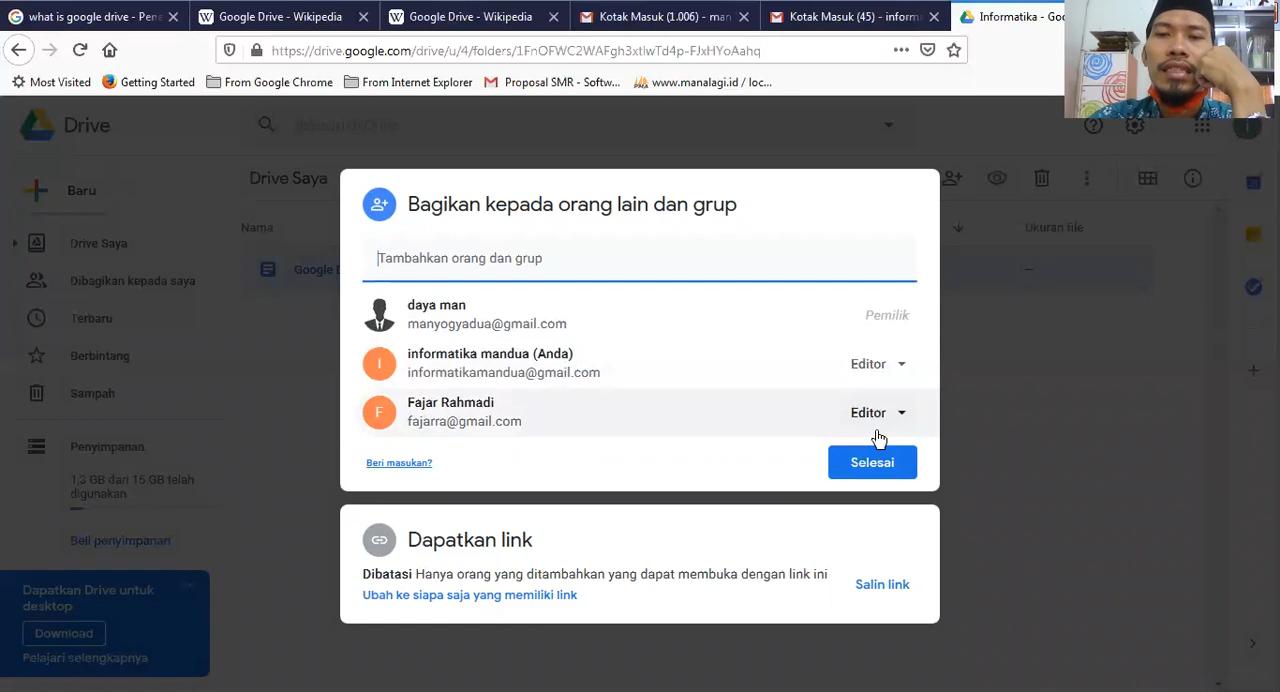 what is google drive - Pene
Google Drive - Wikipedia
Google Drive - Wikipedia
Kotak Masuk (1.006) - man
Kotak Masuk (45) - inform
Informatika - Goo
https://drive.google.com/drive/u/4/folders/1FnOFWC2WAFgh3xtlwTd4p-FJxHYoAahq
Most Visited
Getting Started
From Google Chrome
From Internet Explorer
Proposal SMR - Softw...
www.manalagi.id / loc...
Drive
Baru
Drive Saya
Nama
Ukuran file
Drive Saya
Google D
—
Dibagikan kepada saya
Terbaru
Berbintang
Sampah
Penyimpanan
1,3 GB dari 15 GB telah
digunakan
Beli penyimpanan
Dapatkan Drive untuk
desktop
Download
Pelajari selengkapnya
Bagikan kepada orang lain dan grup
Tambahkan orang dan grup
daya man
manyogyadua@gmail.com
Pemilik
informatika mandua (Anda)
informatikamandua@gmail.com
Editor
Fajar Rahmadi
fajarra@gmail.com
Editor
Beri masukan?
Selesai
Dapatkan link
Dibatasi Hanya orang yang ditambahkan yang dapat membuka dengan link ini
Ubah ke siapa saja yang memiliki link
Salin link